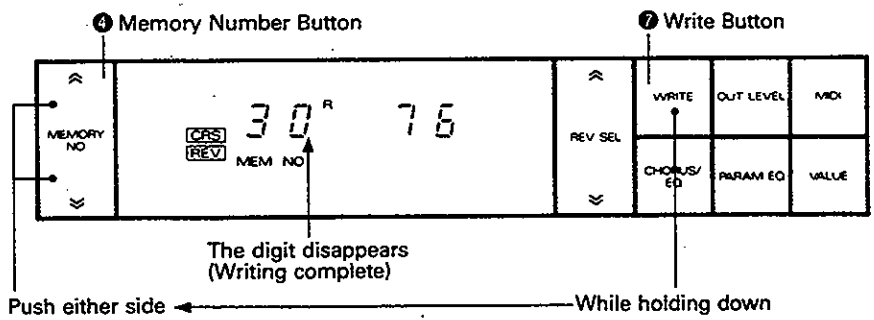 ❹ Memory Number Button
❼ Write Button
MEMORY
NO
CRS
REV
30 R 76
MEM NO
REV SEL
WRITE
OUT LEVEL
MIDI
CHORUS/
EQ
PARAM EQ
VALUE
The digit disappears
(Writing complete)
Push either side
While holding down